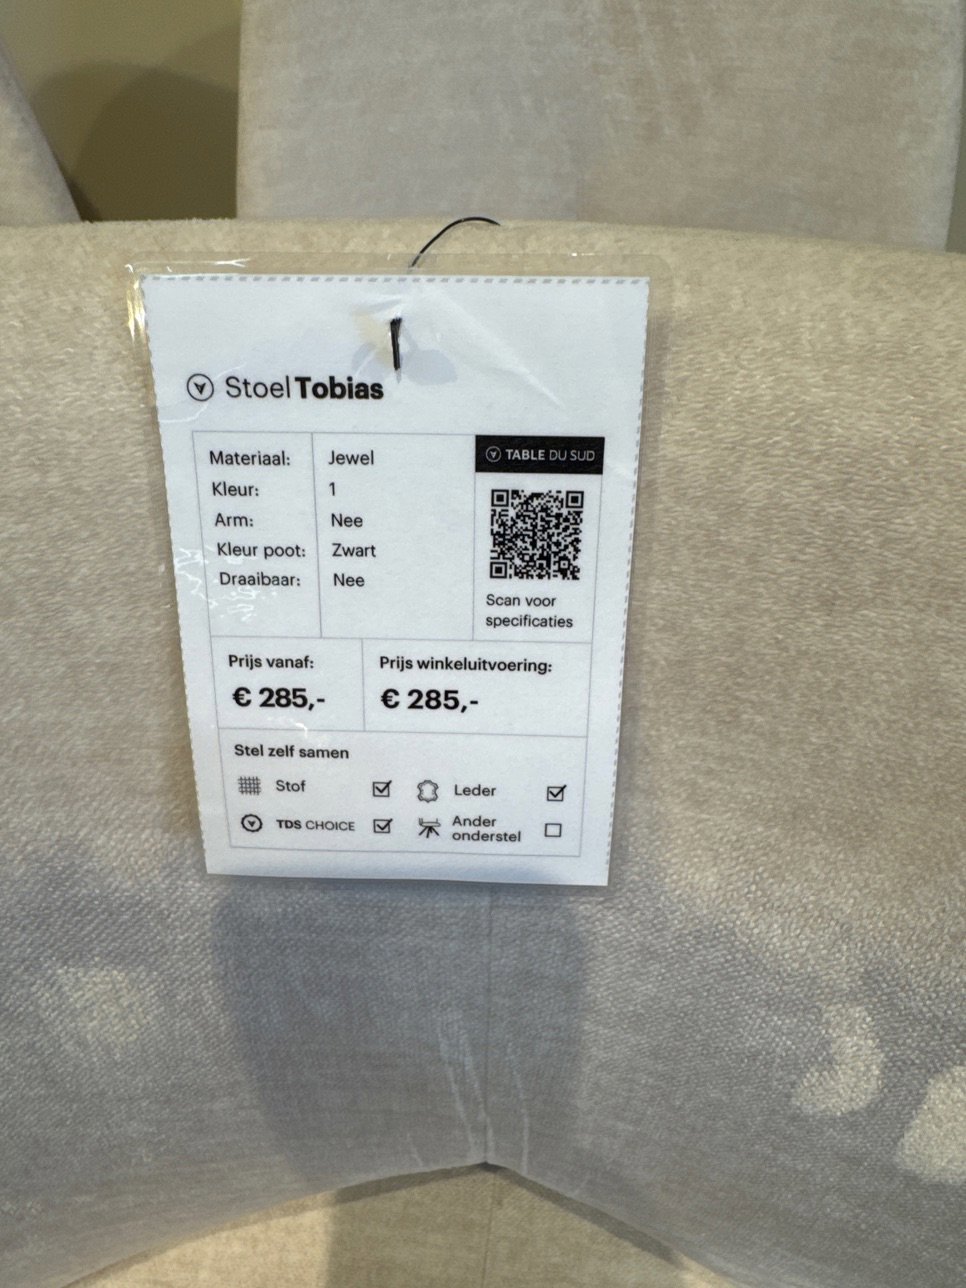 Stoel Tobias
Materiaal: Jewel
Kleur: 1
Arm: Nee
Kleur poot: Zwart
Draaibaar: Nee
TABLE DU SUD
Scan voor
specificaties
Prijs vanaf:
€ 285,-
Prijs winkeluitvoering:
€ 285,-
Stel zelf samen
Stof
Leder
TDS CHOICE
Ander
onderstel